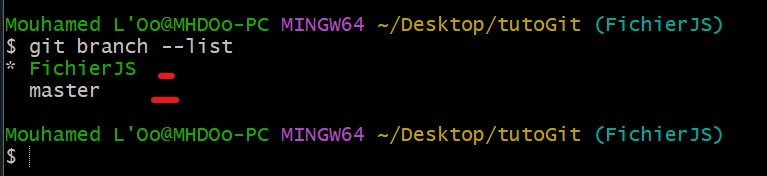 Mouhamed L'Oo@MHDOo-PC MINGW64 ~/Desktop/tutoGit (FichierJS)
$ git branch --list
* FichierJS
  master
Mouhamed L'Oo@MHDOo-PC MINGW64 ~/Desktop/tutoGit (FichierJS)
$